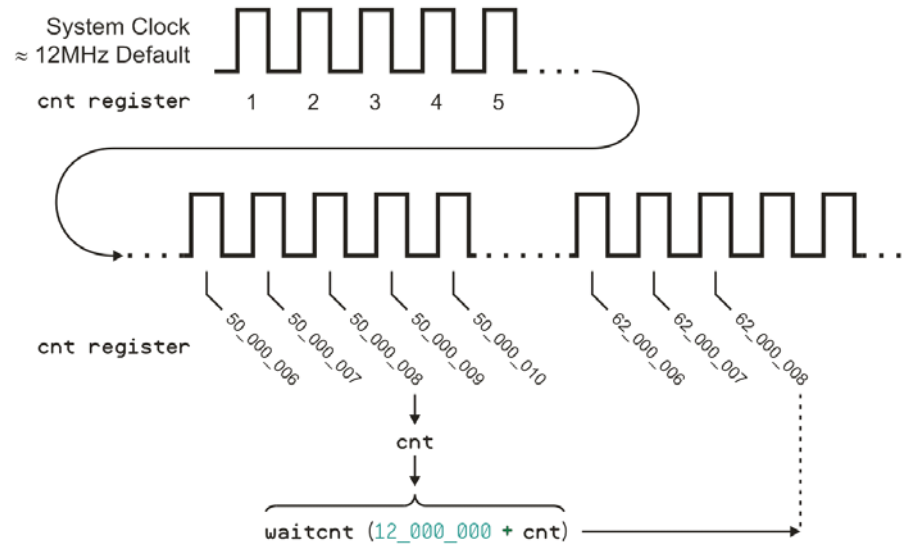 System Clock
≈ 12MHz Default
cnt register
1 2 3 4 5
50_000_006
50_000_007
50_000_008
50_000_009
50_000_010
62_000_006
62_000_007
62_000_008
cnt register
cnt
waitcnt (12_000_000 + cnt)